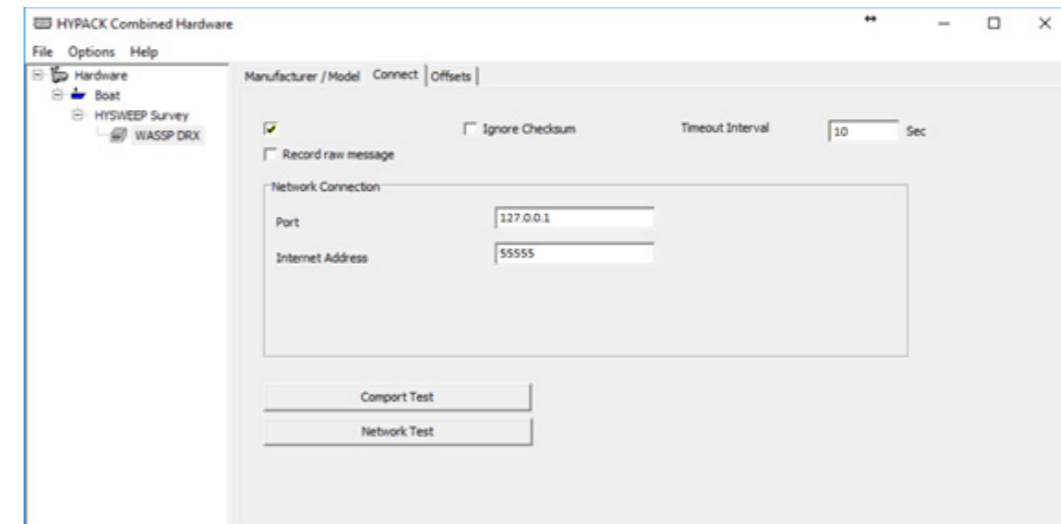 HYPACK Combined Hardware
File Options Help
Hardware
Boat
HYSWEEP Survey
WASSP DRX
Manufacturer / Model Connect Offsets
Ignore Checksum Timeout Interval 10 Sec
Record raw message
Network Connection
Port 127.0.0.1
Internet Address 55555
Comport Test
Network Test